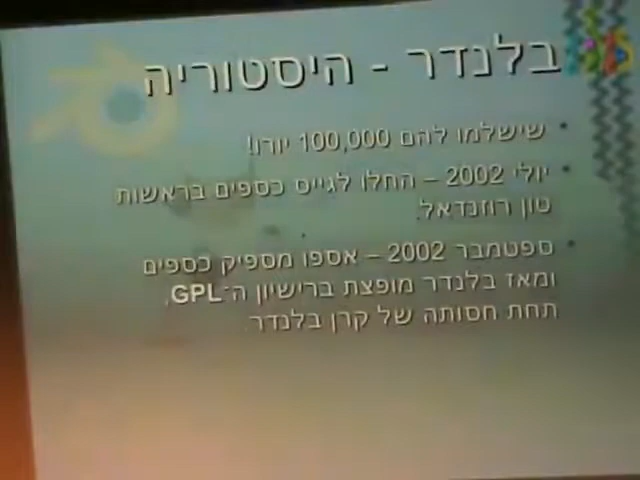 בלנדר - היסטוריה
• שישלמו להם 100,000 יורו!
• יולי 2002 – החלו לגייס כספים בראשות
טון רוזנדאל.
• ספטמבר 2002 – אספו מספיק כספים
ומאז בלנדר מופצת ברישיון ה־GPL,
תחת חסותה של קרן בלנדר.